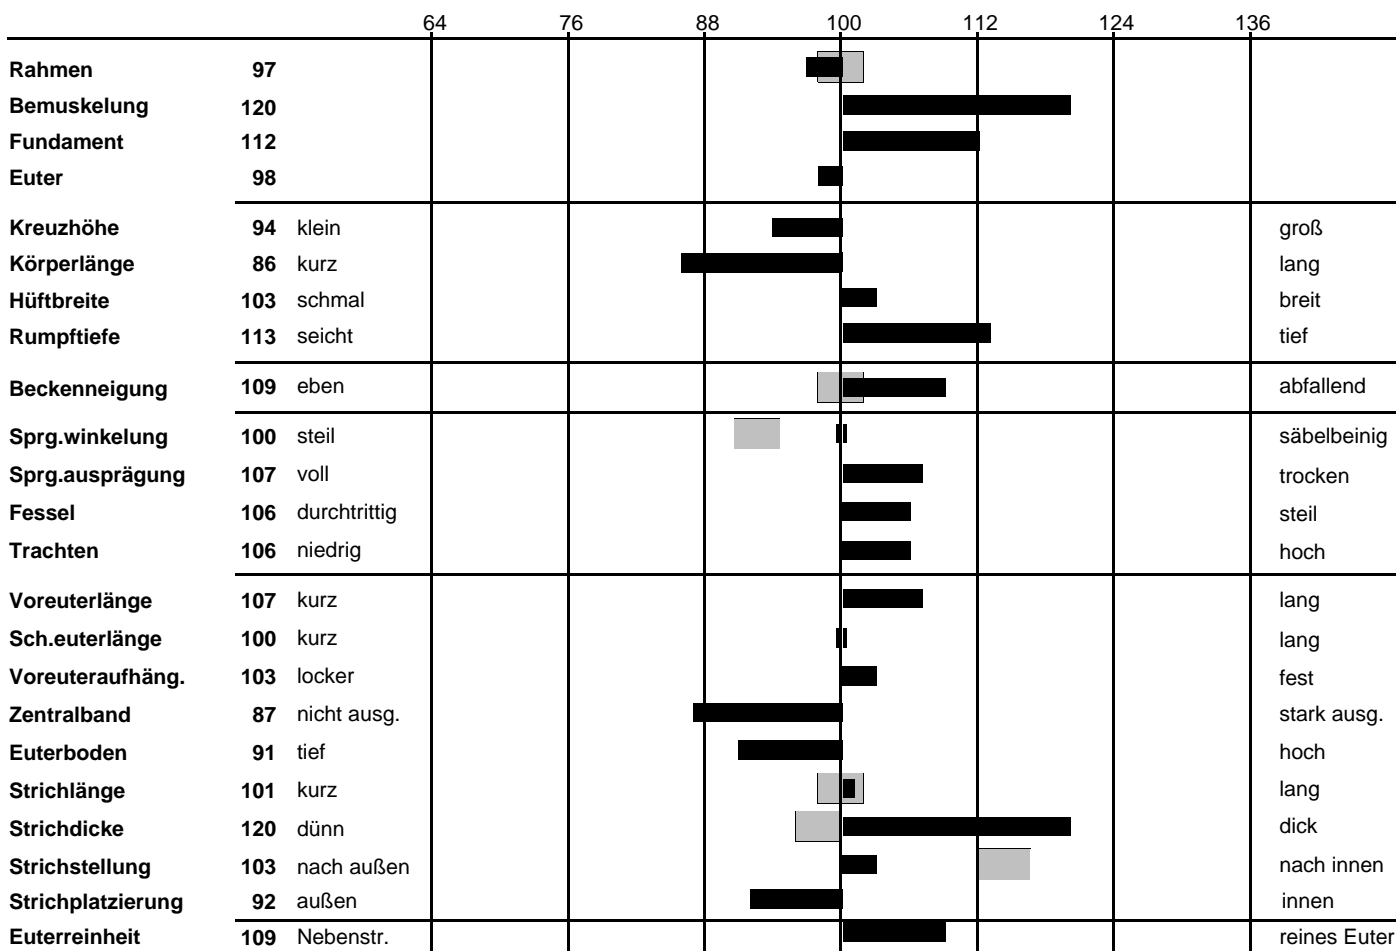 64 76 88 100 112 124 136
Rahmen 97
Bemuskelung 120
Fundament 112
Euter 98
Kreuzhöhe 94 klein groß
Körperlänge 86 kurz lang
Hüftbreite 103 schmal breit
Rumpftiefe 113 seicht tief
Beckenneigung 109 eben abfallend
Sprg.winkelung 100 steil säbelbeinig
Sprg.ausprägung 107 voll trocken
Fessel 106 durchtrittig steil
Trachten 106 niedrig hoch
Voreuterlänge 107 kurz lang
Sch.euterlänge 100 kurz lang
Voreuteraufhäng. 103 locker fest
Zentralband 87 nicht ausg. stark ausg.
Euterboden 91 tief hoch
Strichlänge 101 kurz lang
Strichdicke 120 dünn dick
Strichstellung 103 nach außen nach innen
Strichplatzierung 92 außen innen
Euterreinheit 109 Nebenstr. reines Euter